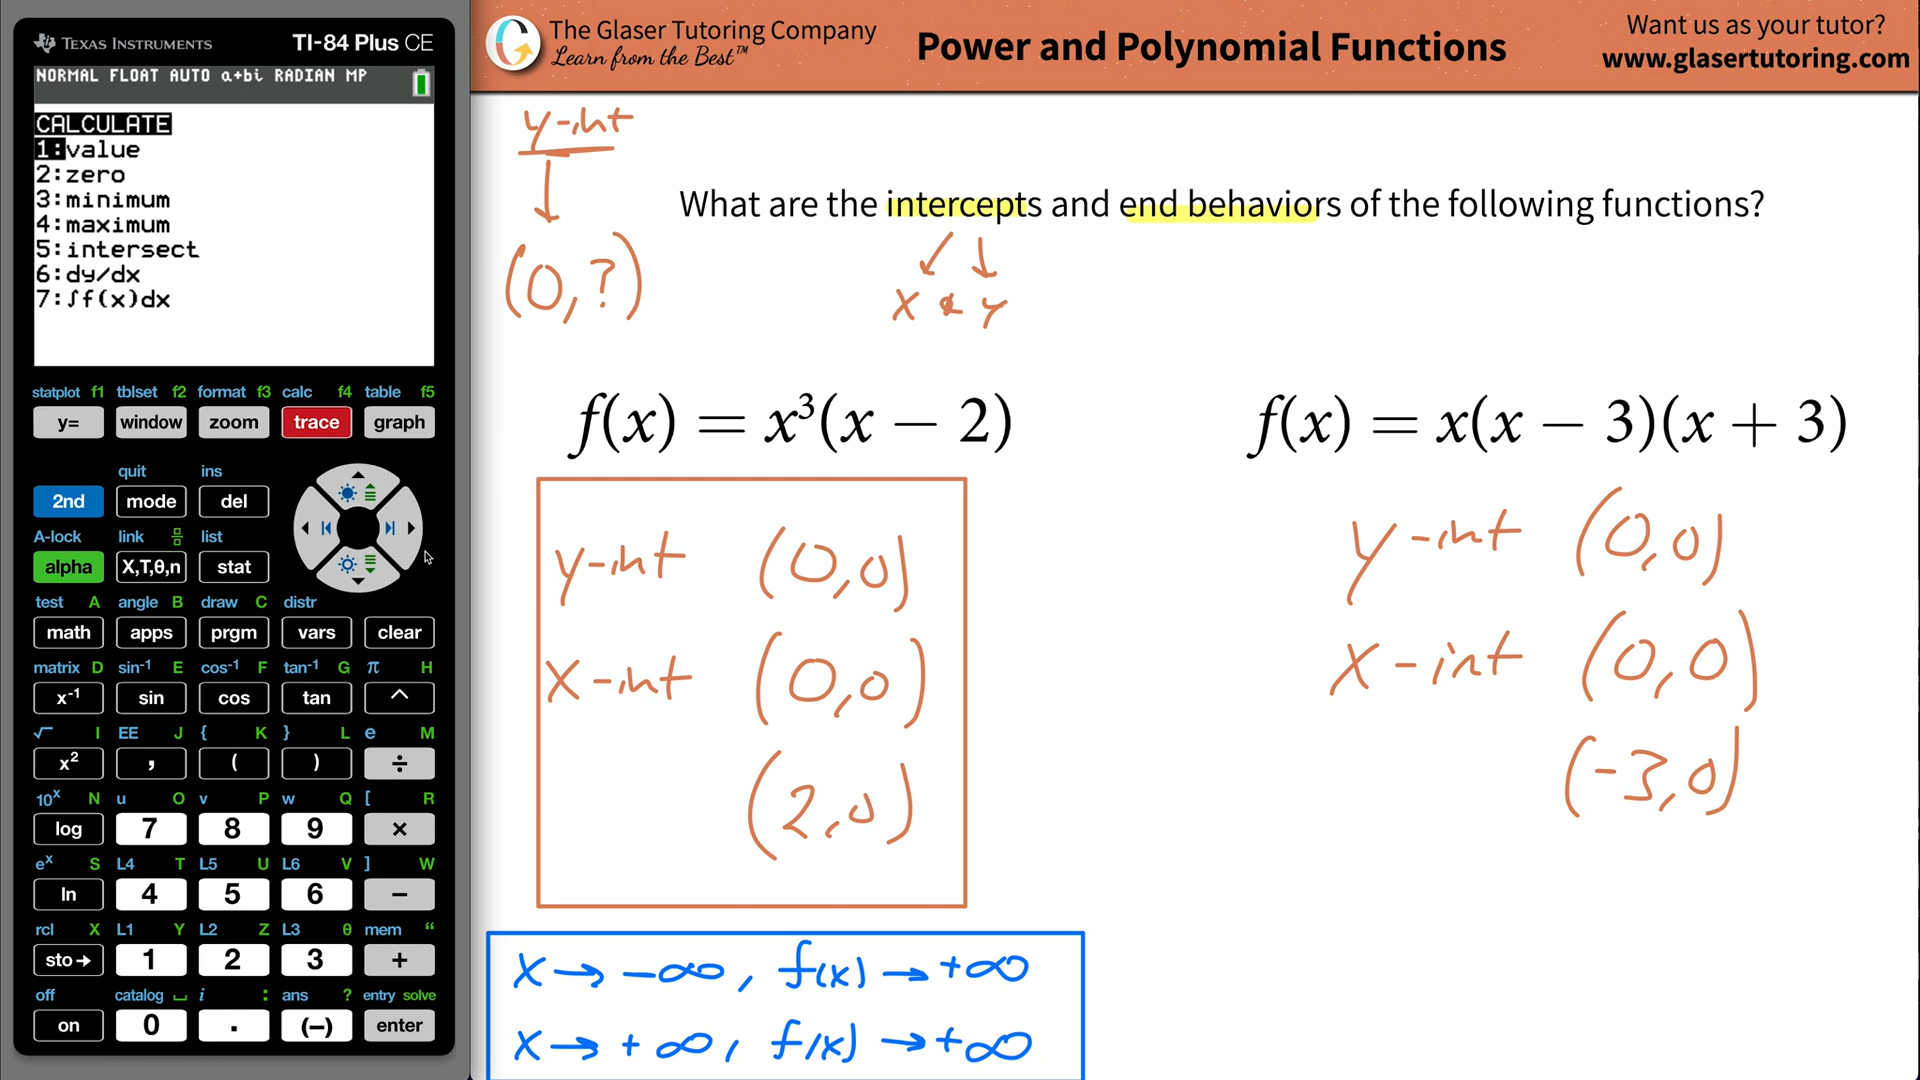 TEXAS INSTRUMENTS TI-84 Plus CE
NORMAL FLOAT AUTO a+bi RADIAN MP
CALCULATE
1:value
2:zero
3:minimum
4:maximum
5:intersect
6:dy/dx
7:∫f(x)dx
statplot f1 tblset f2 format f3 calc f4 table f5
y= window zoom trace graph
quit ins
2nd mode del
A-lock link list
alpha X,T,θ,n stat
test A angle B draw C distr
math apps prgm vars clear
matrix D sin⁻¹ E cos⁻¹ F tan⁻¹ G π H
x⁻¹ sin cos tan ^
√ I EE J { K } L e M
x² , ( ) ÷
10ˣ N u O v P w Q [ R
log 7 8 9 ×
eˣ S L4 T L5 U L6 V ] W
ln 4 5 6 −
rcl X L1 Y L2 Z L3 θ mem “
sto→ 1 2 3 +
off catalog i : ans ? entry solve
on 0 . (−) enter
The Glaser Tutoring Company
Learn from the Best™
Power and Polynomial Functions
Want us as your tutor?
www.glasertutoring.com
y-int
(0,?)
What are the intercepts and end behaviors of the following functions?
x & y
f(x) = x³(x − 2)
y-int (0,0)
x-int (0,0)
(2,0)
x → -∞, f(x) → +∞
x → +∞, f(x) → +∞
f(x) = x(x − 3)(x + 3)
y-int (0,0)
x-int (0,0)
(-3,0)